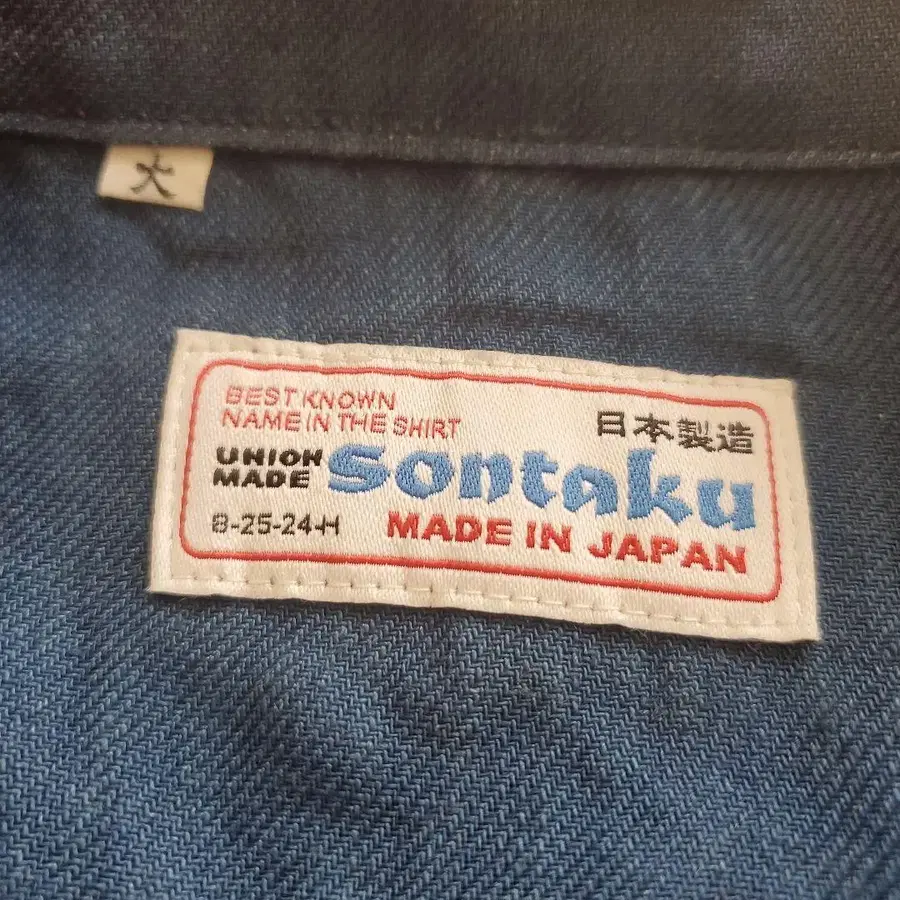 大
BEST KNOWN
NAME IN THE SHIRT
日本製造
UNION
MADE
Sontaku
8-25-24-H
MADE IN JAPAN